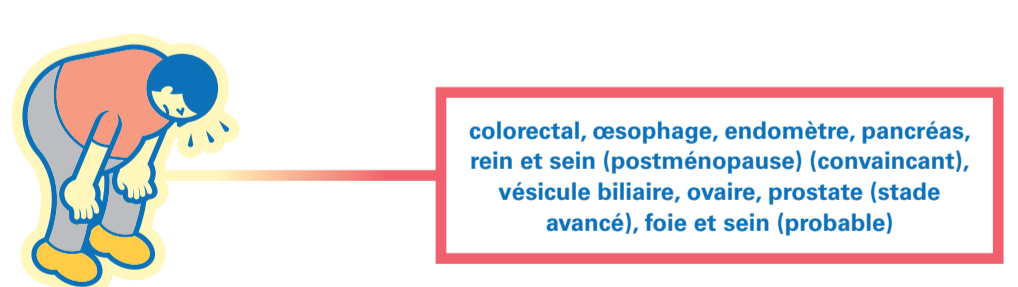 colorectal, œsophage, endomètre, pancréas,
rein et sein (postménopause) (convaincant),
vésicule biliaire, ovaire, prostate (stade
avancé), foie et sein (probable)